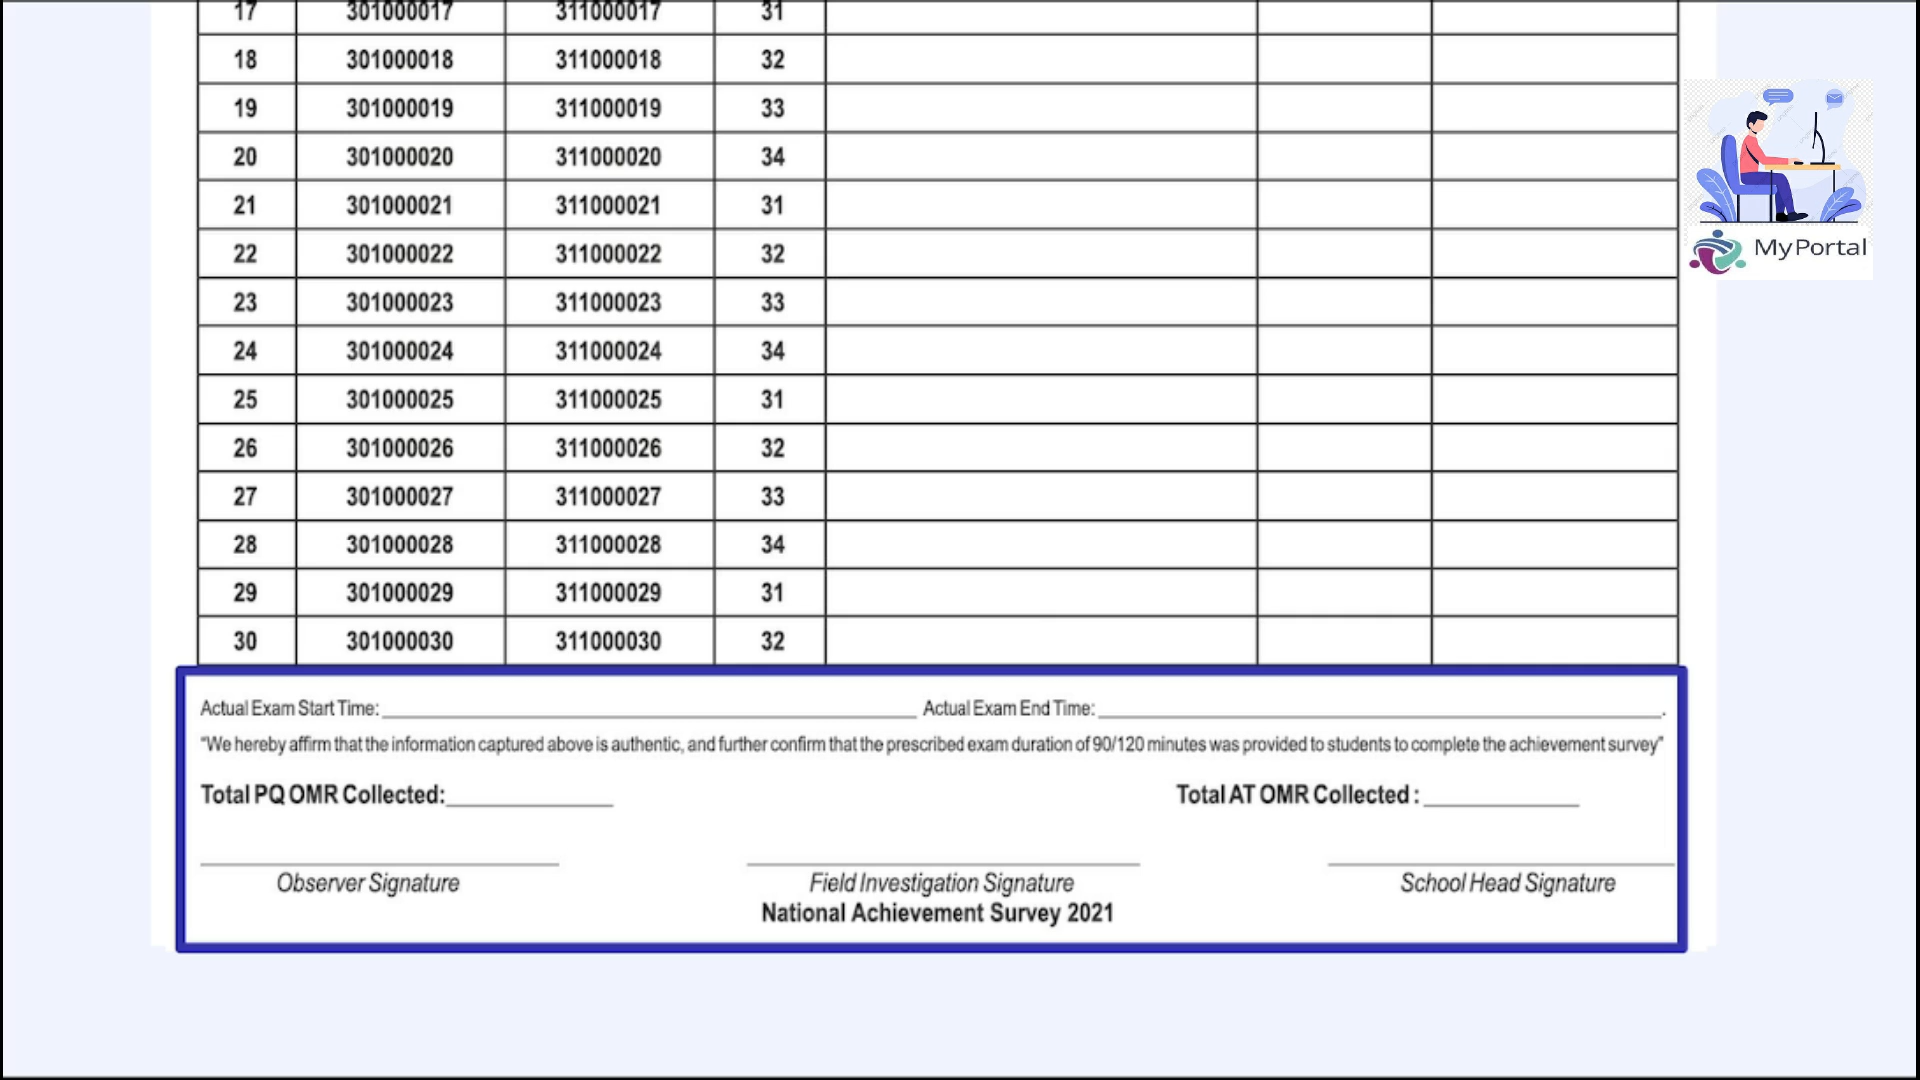 17 301000017 311000017 31
18 301000018 311000018 32
19 301000019 311000019 33
20 301000020 311000020 34
21 301000021 311000021 31
22 301000022 311000022 32
23 301000023 311000023 33
24 301000024 311000024 34
25 301000025 311000025 31
26 301000026 311000026 32
27 301000027 311000027 33
28 301000028 311000028 34
29 301000029 311000029 31
30 301000030 311000030 32
Actual Exam Start Time: Actual Exam End Time: .
"We hereby affirm that the information captured above is authentic, and further confirm that the prescribed exam duration of 90/120 minutes was provided to students to complete the achievement survey"
Total PQ OMR Collected: Total AT OMR Collected :
Observer Signature Field Investigation Signature School Head Signature
National Achievement Survey 2021
MyPortal